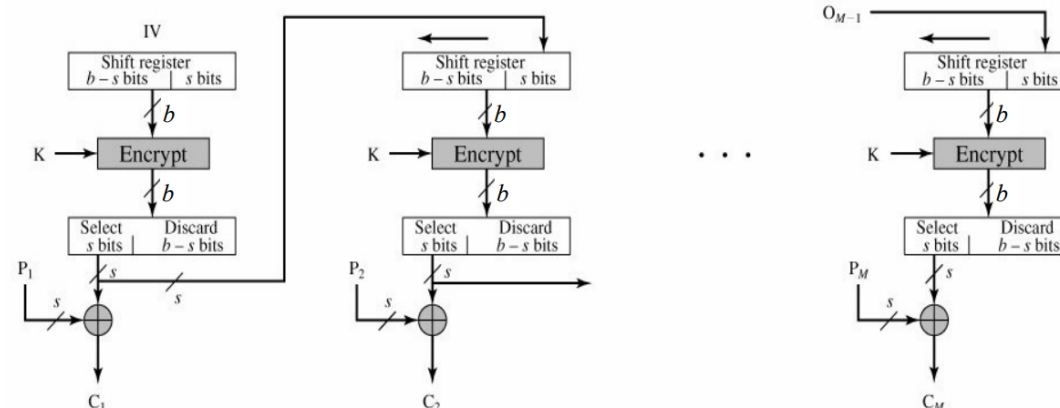 IV
Shift register
b – s bits | s bits
b
K
Encrypt
b
Select Discard
s bits | b – s bits
P1
s
s
s
C1
Shift register
b – s bits | s bits
b
K
Encrypt
b
Select Discard
s bits | b – s bits
P2
s
s
C2
. . .
OM−1
Shift register
b – s bits | s bits
b
K
Encrypt
b
Select Discard
s bits | b – s bits
PM
s
s
CM